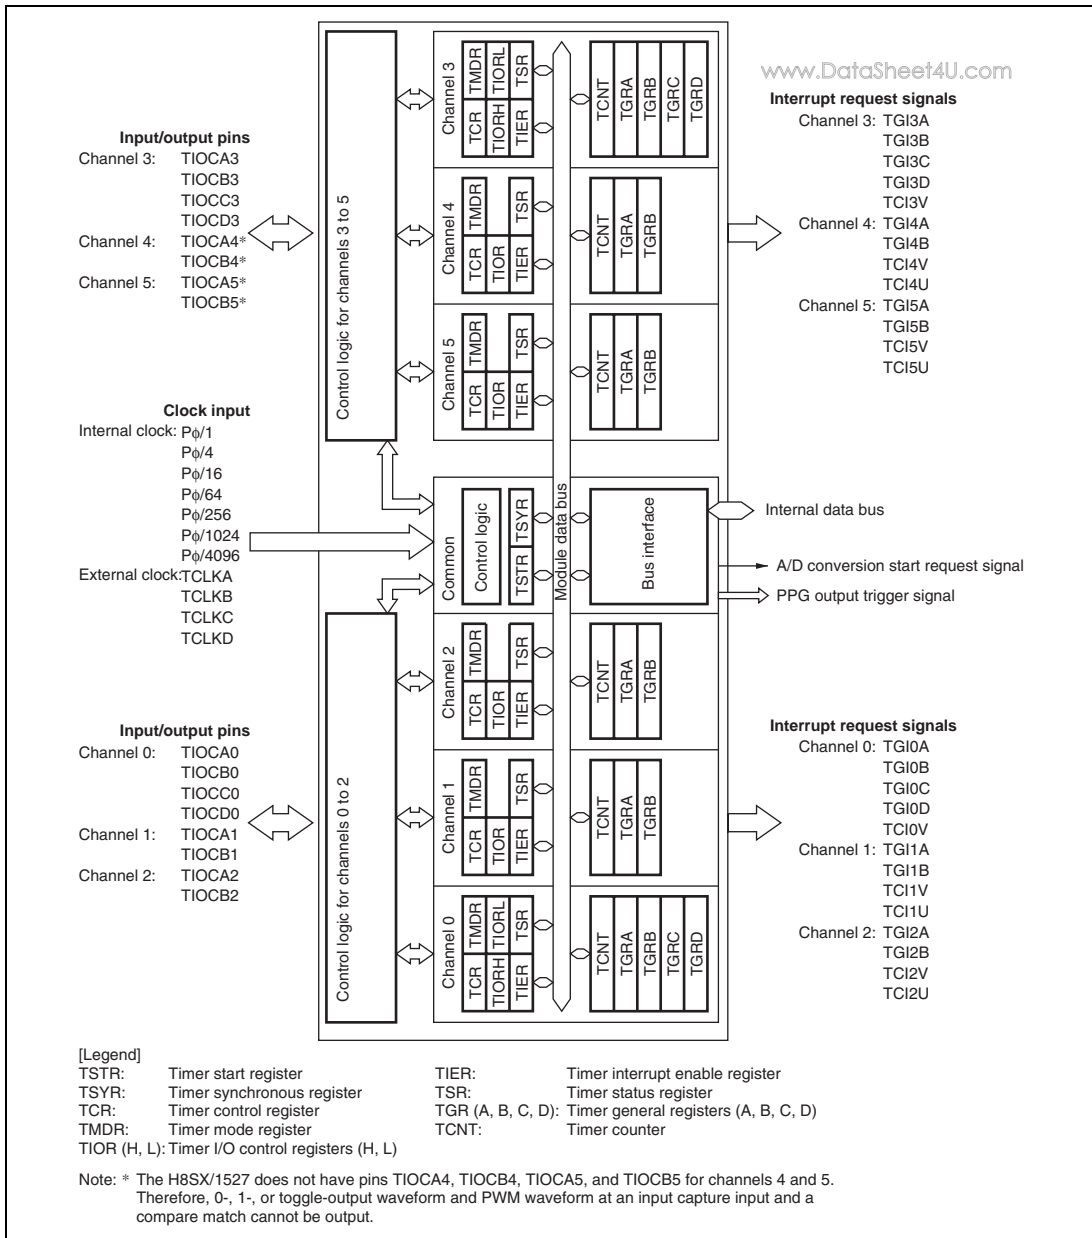 www.DataSheet4U.com
Input/output pins
Channel 3: TIOCA3
TIOCB3
TIOCC3
TIOCD3
Channel 4: TIOCA4*
TIOCB4*
Channel 5: TIOCA5*
TIOCB5*
Clock input
Internal clock: Pϕ/1
Pϕ/4
Pϕ/16
Pϕ/64
Pϕ/256
Pϕ/1024
Pϕ/4096
External clock: TCLKA
TCLKB
TCLKC
TCLKD
Input/output pins
Channel 0: TIOCA0
TIOCB0
TIOCC0
TIOCD0
Channel 1: TIOCA1
TIOCB1
Channel 2: TIOCA2
TIOCB2
Control logic for channels 3 to 5
Control logic for channels 0 to 2
Channel 3
TCR TMDR
TIORH TIORL
TIER TSR
TCNT
TGRA
TGRB
TGRC
TGRD
Channel 4
TCR TMDR
TIOR
TIER TSR
TCNT
TGRA
TGRB
Channel 5
TCR TMDR
TIOR
TIER TSR
TCNT
TGRA
TGRB
Common
Control logic
TSTR TSYR
Module data bus
Bus interface
Channel 2
TCR TMDR
TIOR
TIER TSR
TCNT
TGRA
TGRB
Channel 1
TCR TMDR
TIOR
TIER TSR
TCNT
TGRA
TGRB
Channel 0
TCR TMDR
TIORH TIORL
TIER TSR
TCNT
TGRA
TGRB
TGRC
TGRD
Interrupt request signals
Channel 3: TGI3A
TGI3B
TGI3C
TGI3D
TCI3V
Channel 4: TGI4A
TGI4B
TCI4V
TCI4U
Channel 5: TGI5A
TGI5B
TCI5V
TCI5U
Internal data bus
A/D conversion start request signal
PPG output trigger signal
Interrupt request signals
Channel 0: TGI0A
TGI0B
TGI0C
TGI0D
TCI0V
Channel 1: TGI1A
TGI1B
TCI1V
TCI1U
Channel 2: TGI2A
TGI2B
TCI2V
TCI2U
[Legend]
TSTR: Timer start register
TSYR: Timer synchronous register
TCR: Timer control register
TMDR: Timer mode register
TIOR (H, L): Timer I/O control registers (H, L)
TIER: Timer interrupt enable register
TSR: Timer status register
TGR (A, B, C, D): Timer general registers (A, B, C, D)
TCNT: Timer counter
Note: * The H8SX/1527 does not have pins TIOCA4, TIOCB4, TIOCA5, and TIOCB5 for channels 4 and 5.
Therefore, 0-, 1-, or toggle-output waveform and PWM waveform at an input capture input and a
compare match cannot be output.